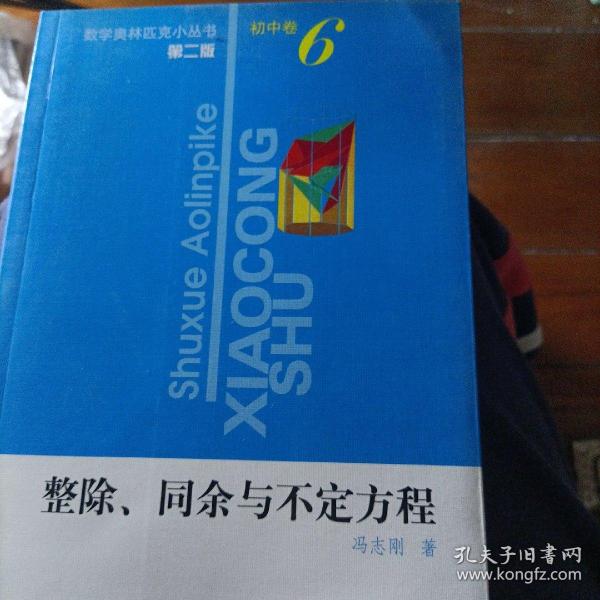 数学奥林匹克小丛书
第二版
初中卷
6
Shuxue Aolinpike
XIAOCONG
SHU
整除、同余与不定方程
冯志刚 著
孔夫子旧书网
www.kongfz.com